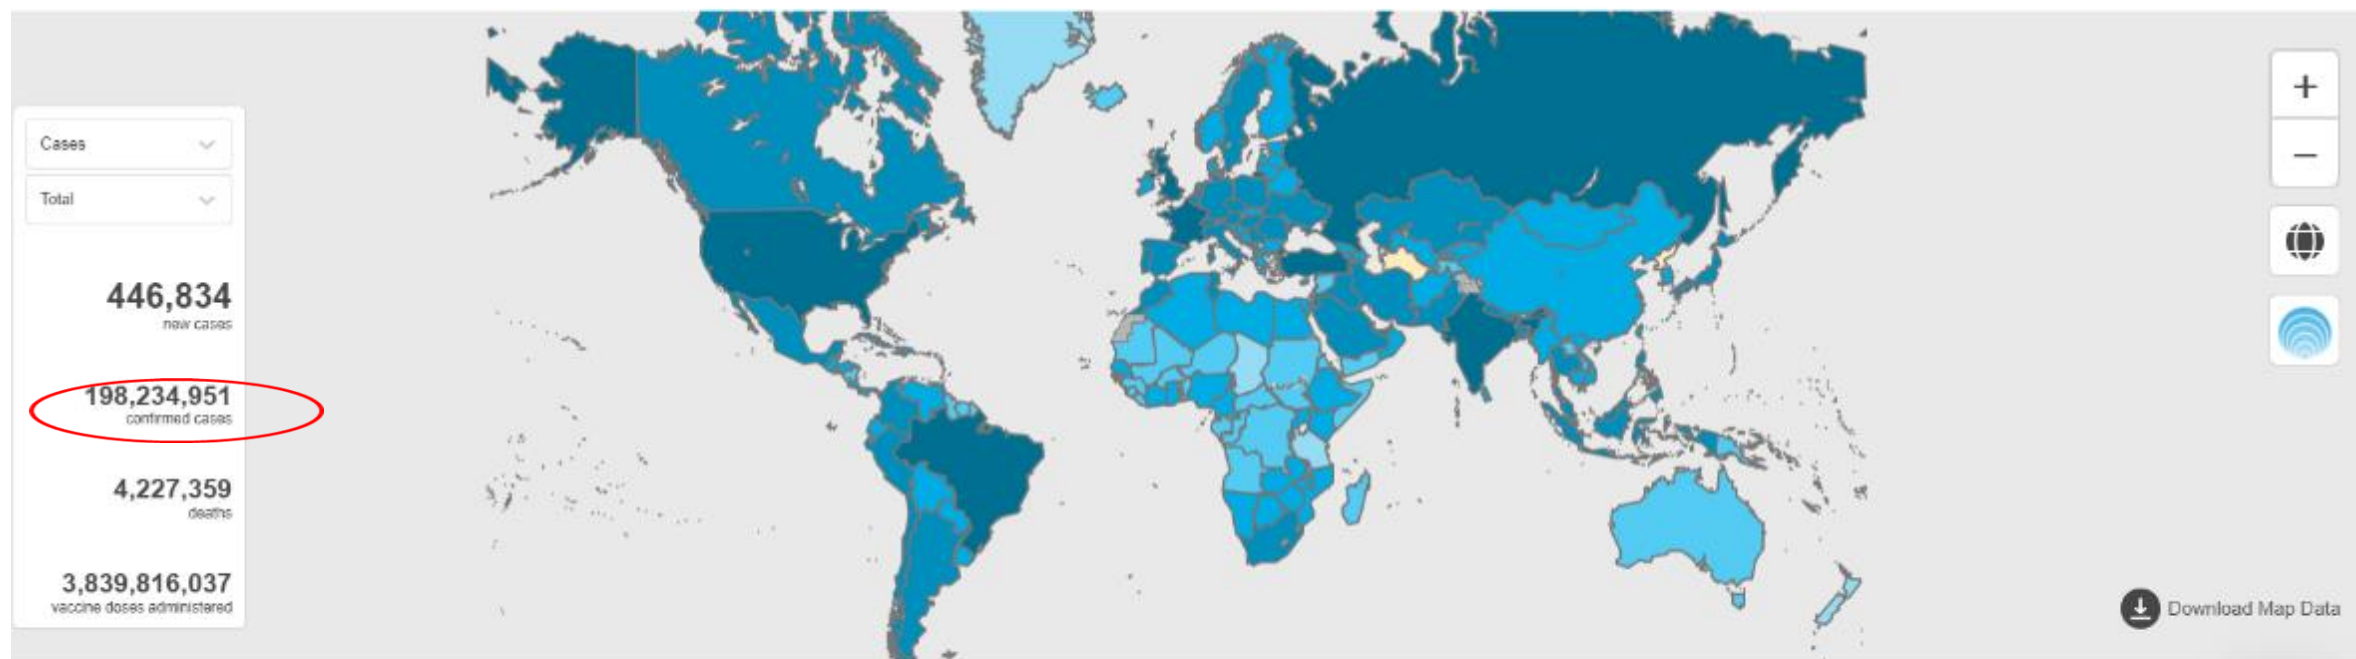 Cases
Total
446,834
new cases
198,234,951
confirmed cases
4,227,359
deaths
3,839,816,037
vaccine doses administered
+
−
Download Map Data